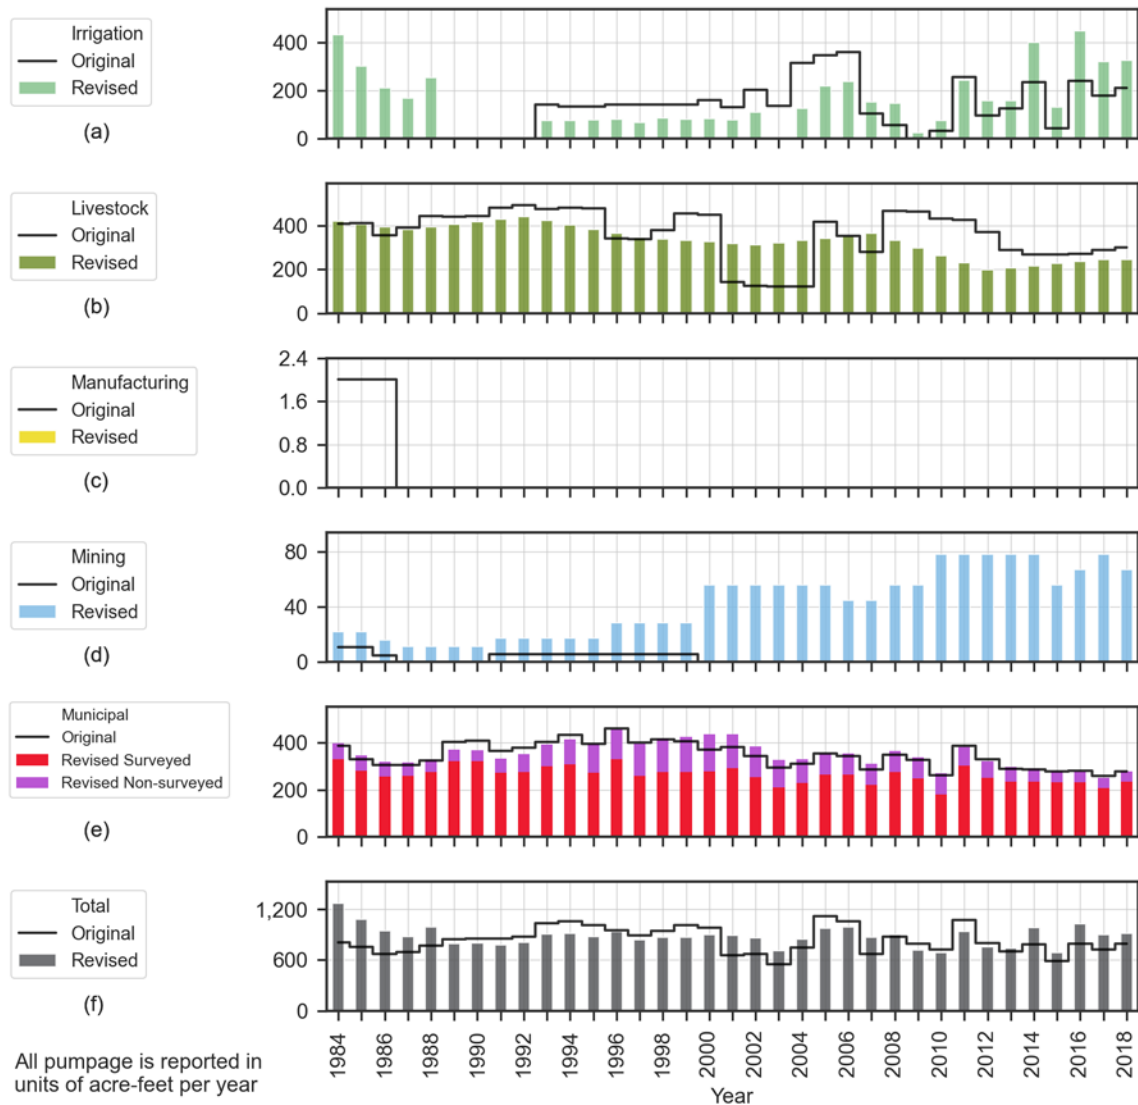 Irrigation
Original
Revised
(a)
400
200
0
Livestock
Original
Revised
(b)
400
200
0
Manufacturing
Original
Revised
(c)
2.4
1.6
0.8
0.0
Mining
Original
Revised
(d)
80
40
0
Municipal
Original
Revised Surveyed
Revised Non-surveyed
(e)
400
200
0
Total
Original
Revised
(f)
1,200
600
0
1984
1986
1988
1990
1992
1994
1996
1998
2000
2002
2004
2006
2008
2010
2012
2014
2016
2018
Year
All pumpage is reported in
units of acre-feet per year